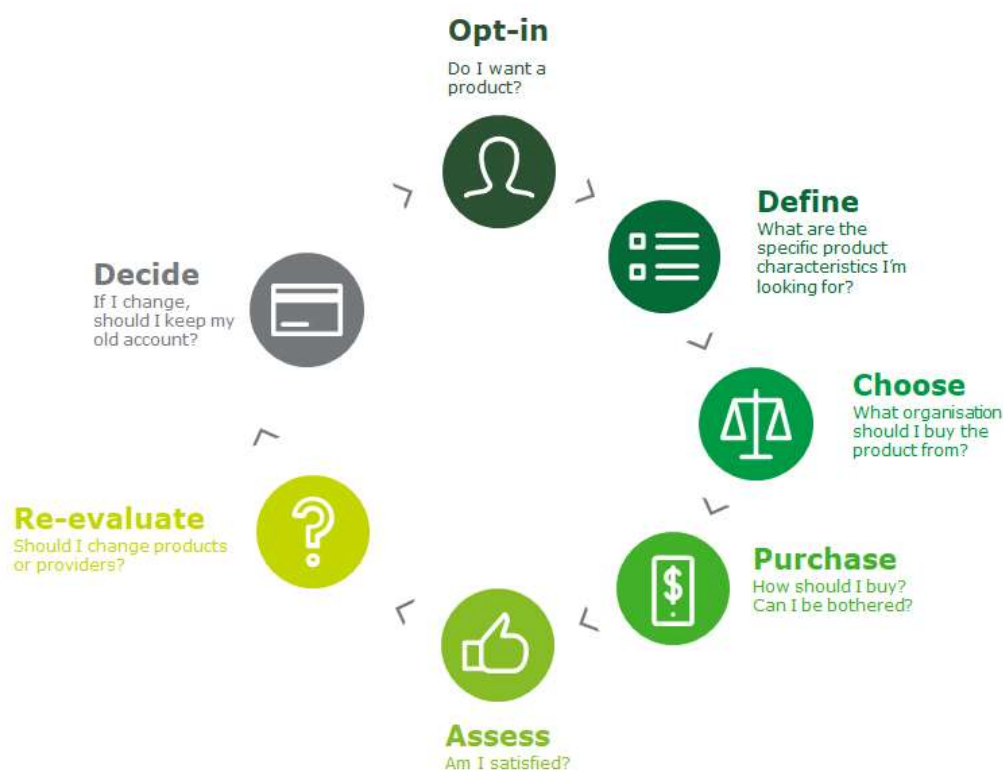 Opt-in
Do I want a
product?
Define
What are the
specific product
characteristics I'm
looking for?
Choose
What organisation
should I buy the
product from?
Purchase
How should I buy?
Can I be bothered?
$
Assess
Am I satisfied?
Re-evaluate
Should I change products
or providers?
?
Decide
If I change,
should I keep my
old account?